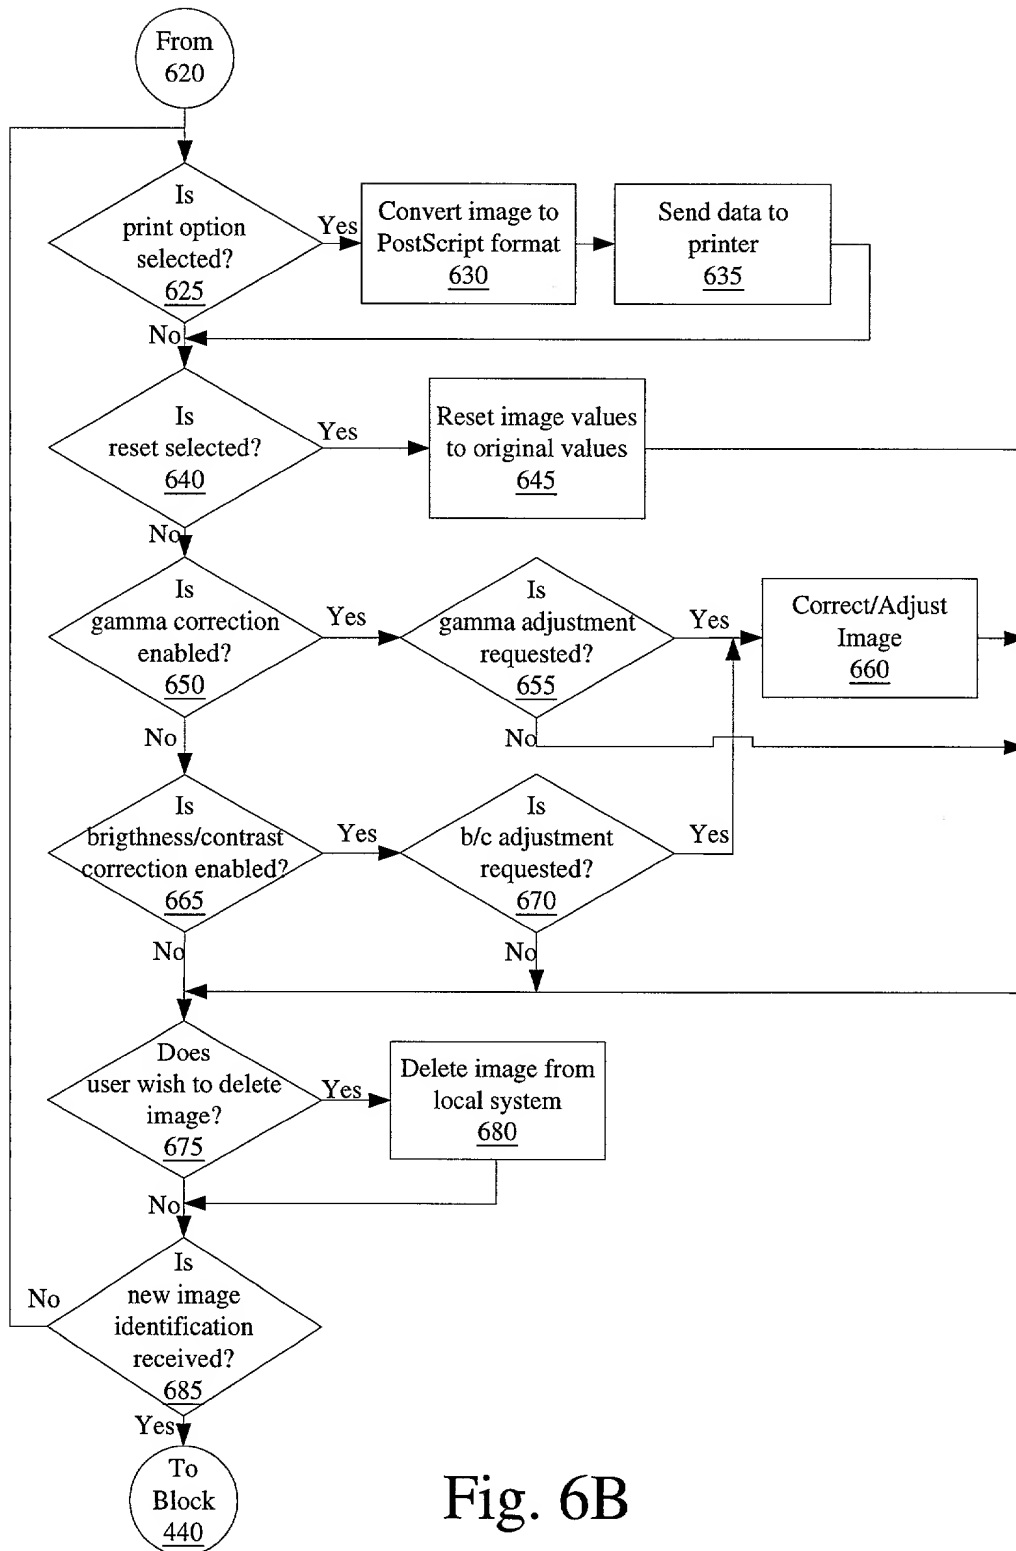 From
620
Is
print option
selected?
625
Yes
Convert image to
PostScript format
630
Send data to
printer
635
No
Is
reset selected?
640
Yes
Reset image values
to original values
645
No
Is
gamma correction
enabled?
650
Yes
Is
gamma adjustment
requested?
655
Yes
Correct/Adjust
Image
660
No
No
Is
brigthness/contrast
correction enabled?
665
Yes
Is
b/c adjustment
requested?
670
Yes
No
No
Does
user wish to delete
image?
675
Yes
Delete image from
local system
680
No
Is
new image
identification
received?
685
No
Yes
To
Block
440
Fig. 6B